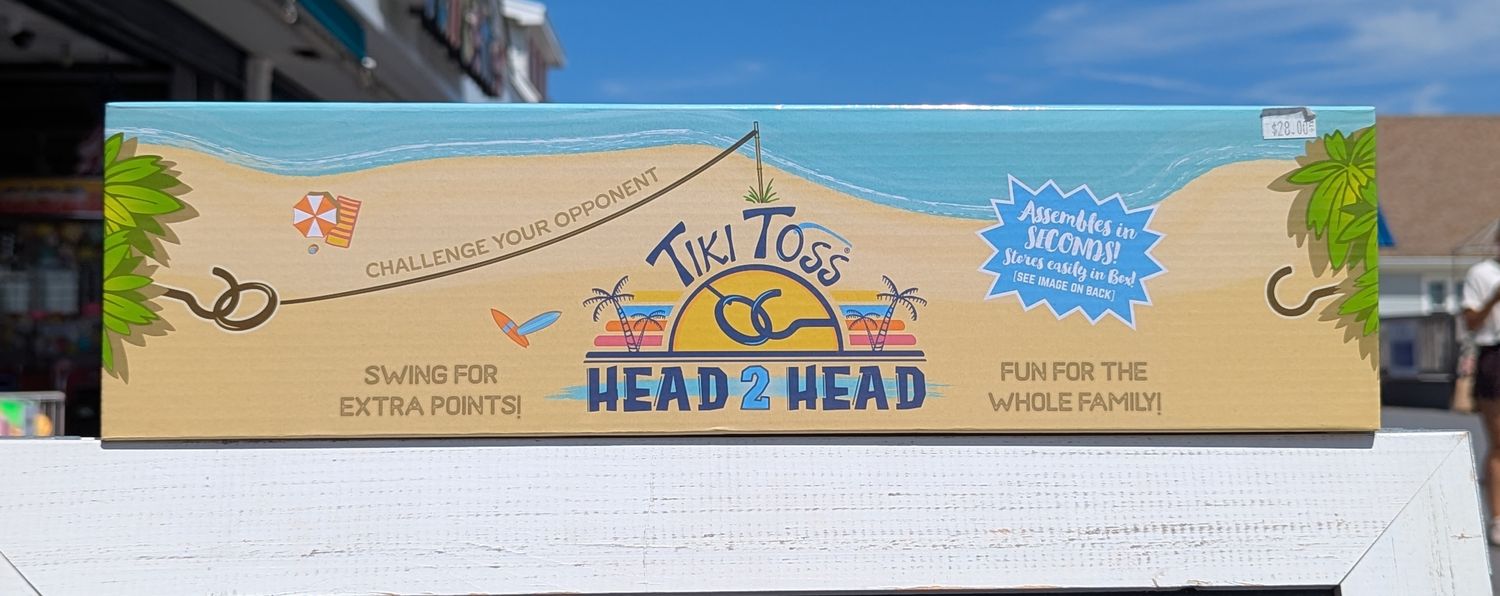 $28.00
CHALLENGE YOUR OPPONENT
TIKI TOSS®
HEAD 2 HEAD
Assembles in
SECONDS!
Stores easily in Box!
[SEE IMAGE ON BACK]
SWING FOR
EXTRA POINTS!
FUN FOR THE
WHOLE FAMILY!